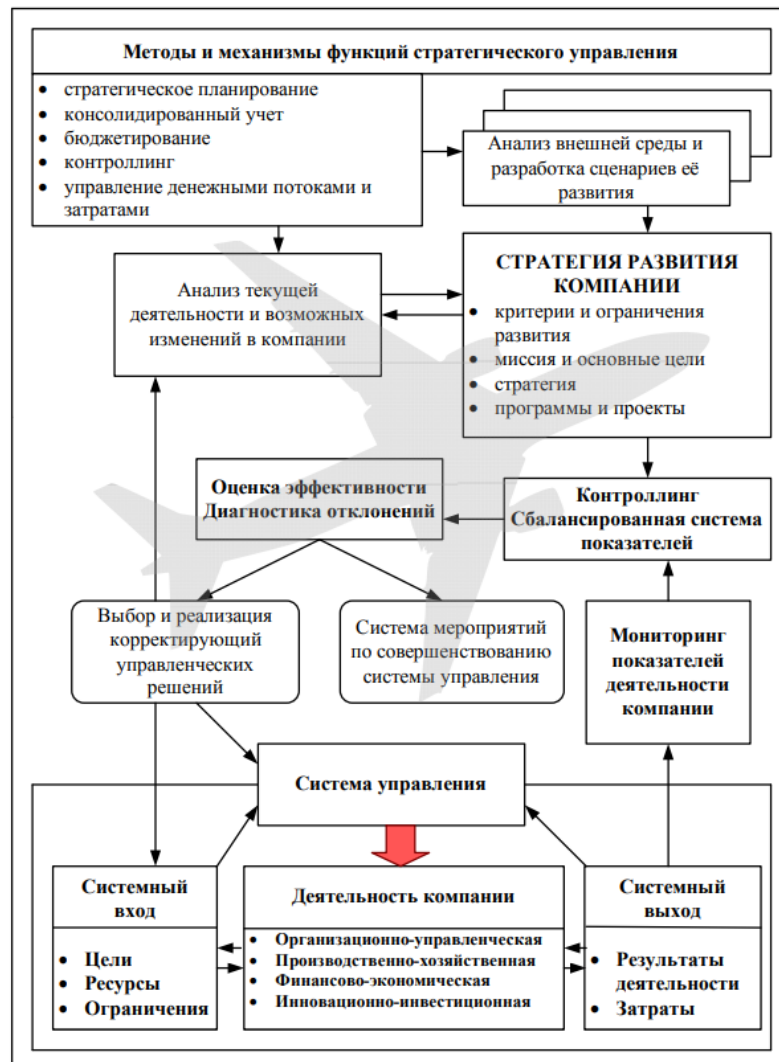 Методы и механизмы функций стратегического управления
• стратегическое планирование
• консолидированный учет
• бюджетирование
• контроллинг
• управление денежными потоками и
затратами
Анализ внешней среды и
разработка сценариев её
развития
Анализ текущей
деятельности и возможных
изменений в компании
СТРАТЕГИЯ РАЗВИТИЯ
КОМПАНИИ
• критерии и ограничения
развития
• миссия и основные цели
• стратегия
• программы и проекты
Оценка эффективности
Диагностика отклонений
Контроллинг
Сбалансированная система
показателей
Выбор и реализация
корректирующий
управленческих
решений
Система мероприятий
по совершенствованию
системы управления
Мониторинг
показателей
деятельности
компании
Система управления
Системный
вход
• Цели
• Ресурсы
• Ограничения
Деятельность компании
• Организационно-управленческая
• Производственно-хозяйственная
• Финансово-экономическая
• Инновационно-инвестиционная
Системный
выход
• Результаты
деятельности
• Затраты